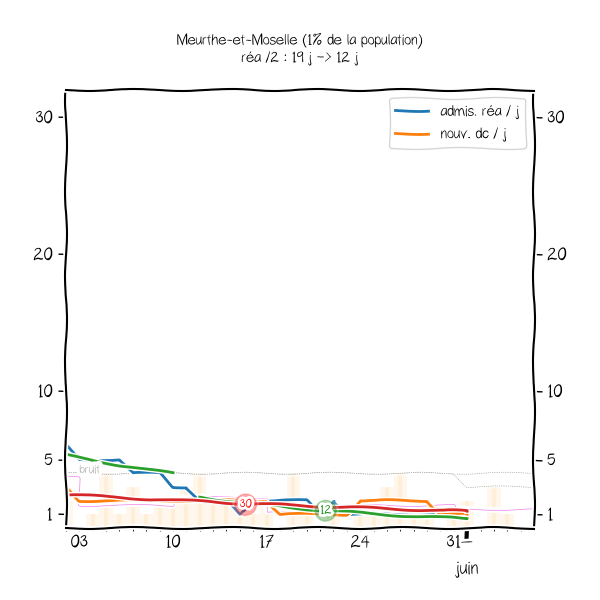 Meurthe-et-Moselle (1% de la population)
réa /2 : 19 j -> 12 j
admis. réa / j
nouv. dc / j
30
30
20
20
10
10
5
5
bruit
30
12
1
1
03
10
17
24
31
juin